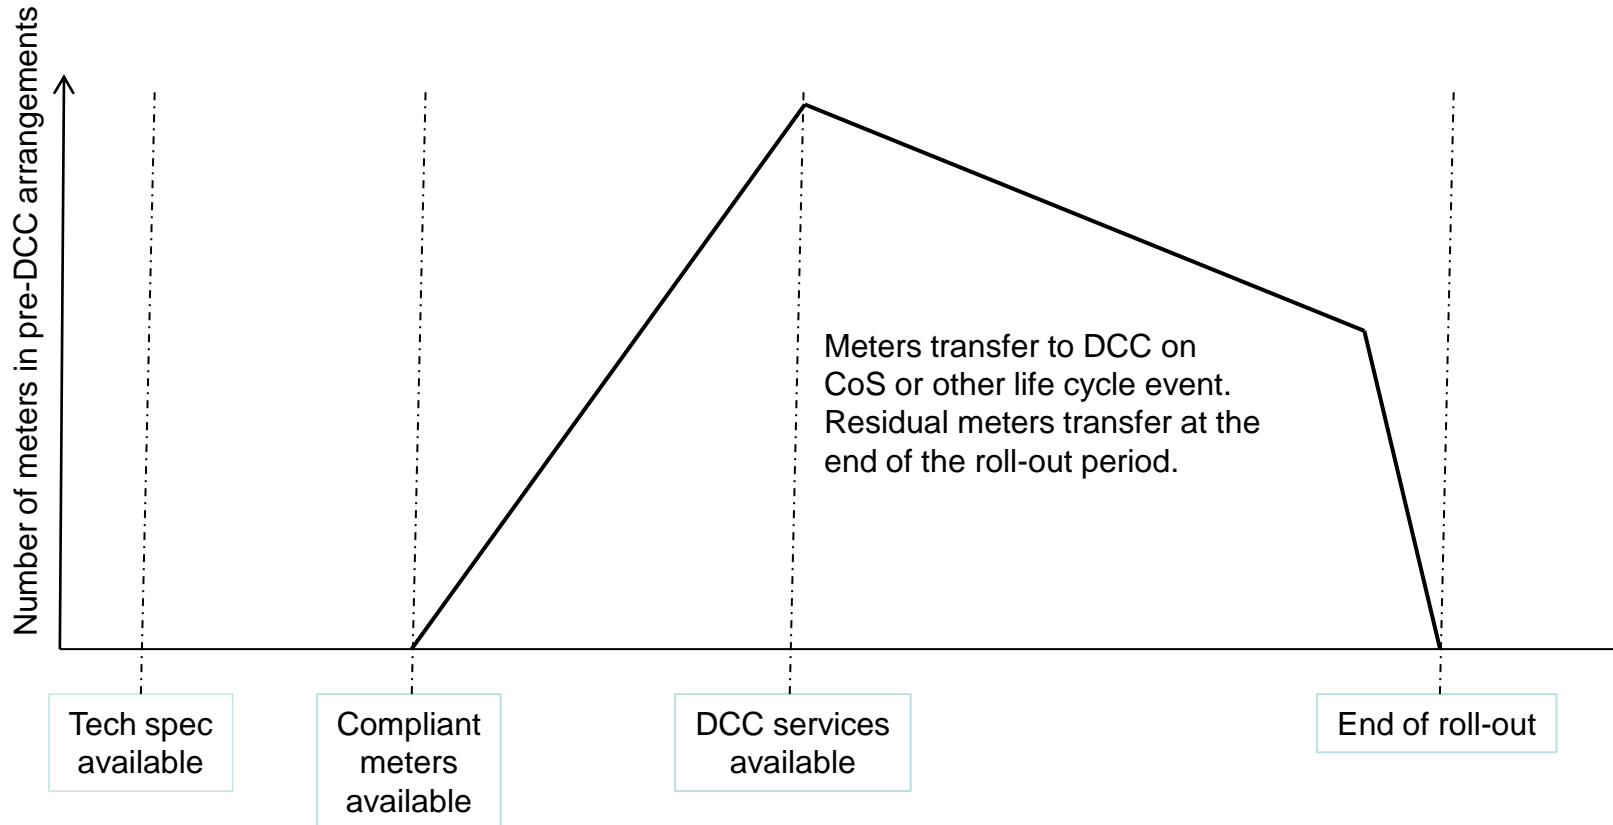 Number of meters in pre-DCC arrangements
Meters transfer to DCC on
CoS or other life cycle event.
Residual meters transfer at the
end of the roll-out period.
Tech spec
available
Compliant
meters
available
DCC services
available
End of roll-out